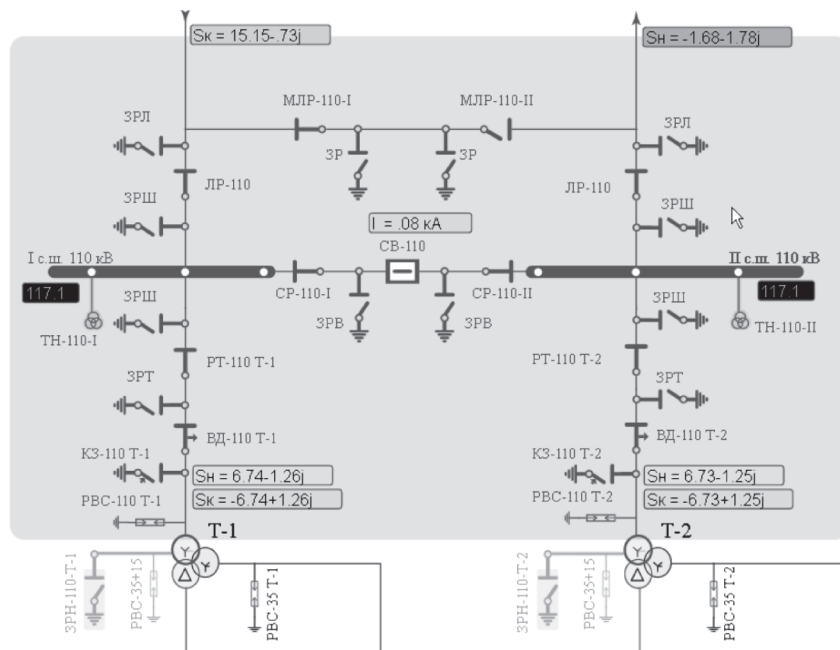 Sк = 15.15-.73j
Sн = -1.68-1.78j
МЛР-110-I
МЛР-110-II
ЗРЛ
ЗРЛ
ЗР
ЗР
ЛР-110
ЛР-110
ЗРШ
ЗРШ
I = .08 кА
СВ-110
I с.ш. 110 кВ
II с.ш. 110 кВ
117.1
СР-110-I
СР-110-II
117.1
ЗРШ
ЗРВ
ЗРВ
ЗРШ
ТН-110-I
ТН-110-II
РТ-110 Т-1
РТ-110 Т-2
ЗРТ
ЗРТ
ВД-110 Т-1
ВД-110 Т-2
КЗ-110 Т-1
КЗ-110 Т-2
Sн = 6.74-1.26j
Sн = 6.73-1.25j
РВС-110 Т-1
Sк = -6.74+1.26j
РВС-110 Т-2
Sк = -6.73+1.25j
Т-1
Т-2
ЗРН-110-Т-1
РВС-35+15
РВС-35 Т-1
ЗРН-110-Т-2
РВС-35+15
РВС-35 Т-2